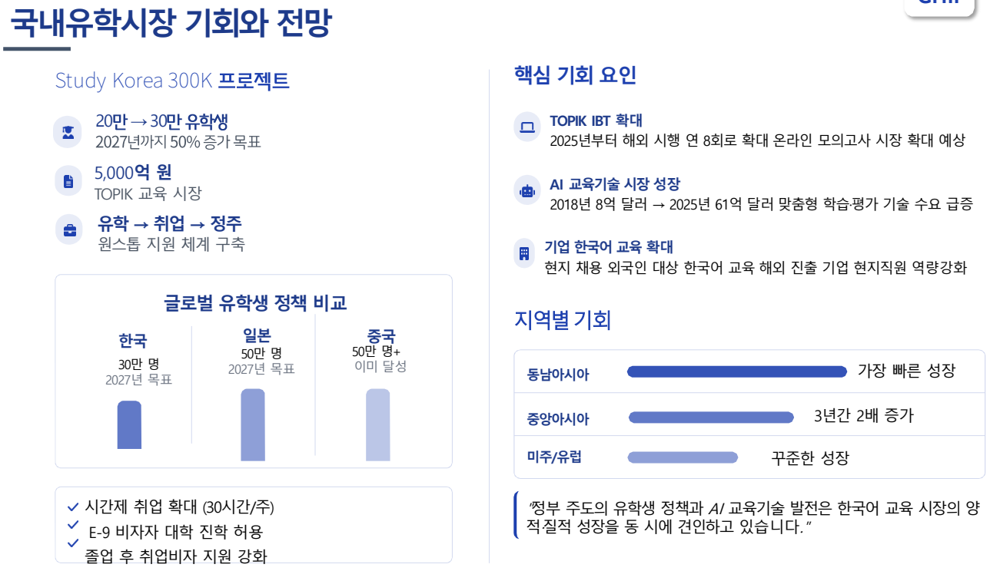 국내유학시장 기회와 전망
Study Korea 300K 프로젝트
20만 → 30만 유학생
2027년까지 50% 증가 목표
5,000억 원
TOPIK 교육 시장
유학 → 취업 → 정주
원스톱 지원 체계 구축
글로벌 유학생 정책 비교
한국
30만 명
2027년 목표
일본
50만 명
2027년 목표
중국
50만 명+
이미 달성
시간제 취업 확대 (30시간/주)
E-9 비자자 대학 진학 허용
졸업 후 취업비자 지원 강화
핵심 기회 요인
TOPIK IBT 확대
2025년부터 해외 시행 연 8회로 확대 온라인 모의고사 시장 확대 예상
AI 교육기술 시장 성장
2018년 8억 달러 → 2025년 61억 달러 맞춤형 학습·평가 기술 수요 급증
기업 한국어 교육 확대
현지 채용 외국인 대상 한국어 교육 해외 진출 기업 현지직원 역량강화
지역별 기회
동남아시아 가장 빠른 성장
중앙아시아 3년간 2배 증가
미주/유럽 꾸준한 성장
"정부 주도의 유학생 정책과 AI 교육기술 발전은 한국어 교육 시장의 양
적·질적 성장을 동 시에 견인하고 있습니다."